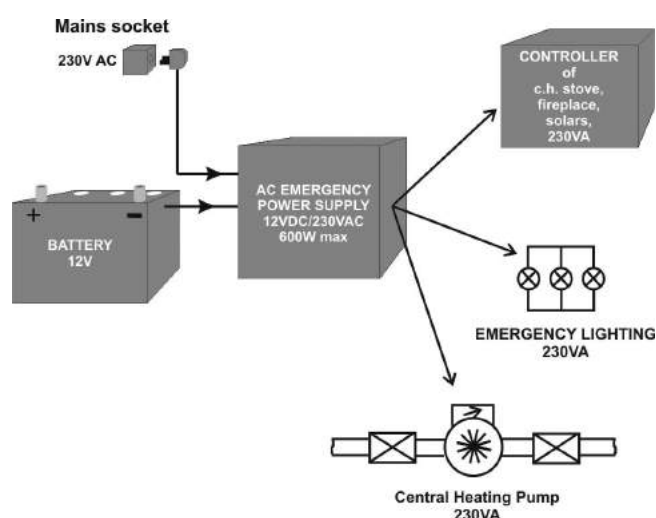 Mains socket
230V AC
CONTROLLER
of
c.h. stove,
fireplace,
solars,
230VA
AC EMERGENCY
POWER SUPPLY
12VDC/230VAC
600W max
+ -
BATTERY
12V
EMERGENCY LIGHTING
230VA
Central Heating Pump
230VA